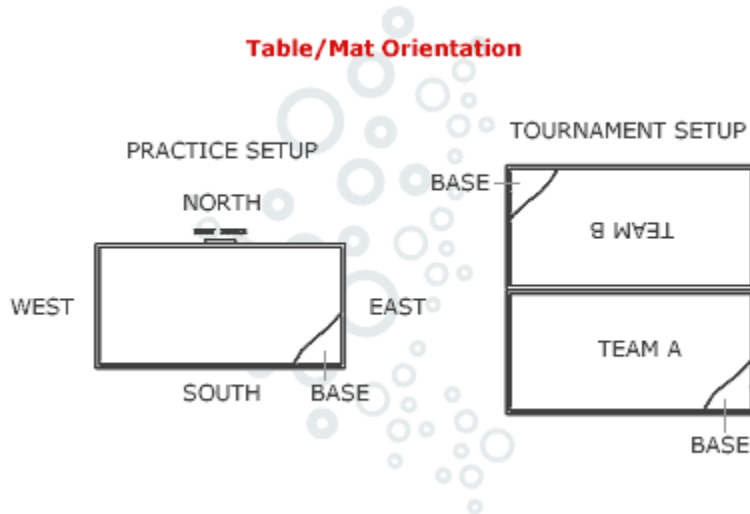 Table/Mat Orientation
PRACTICE SETUP
NORTH
WEST
EAST
SOUTH
BASE
TOURNAMENT SETUP
BASE
TEAM B
TEAM A
BASE